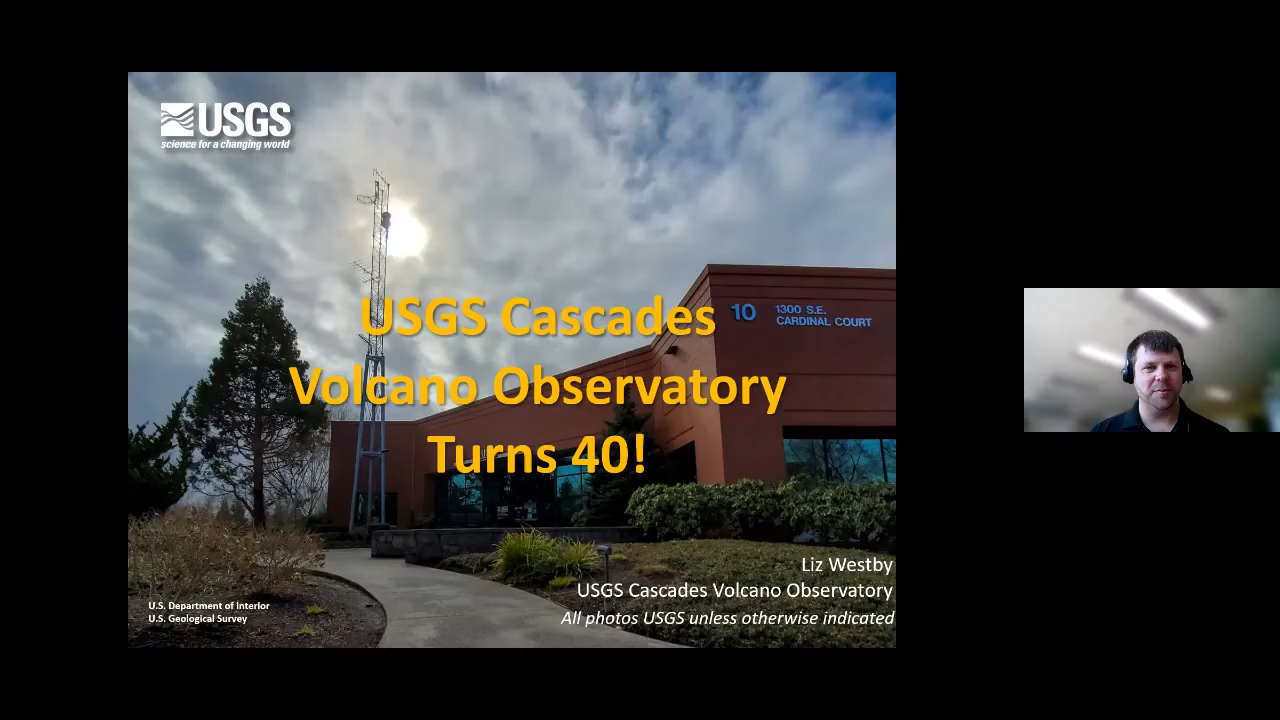 USGS
science for a changing world
10
1300 S.E.
CARDINAL COURT
USGS Cascades
Volcano Observatory
Turns 40!
Liz Westby
USGS Cascades Volcano Observatory
All photos USGS unless otherwise indicated
U.S. Department of Interior
U.S. Geological Survey